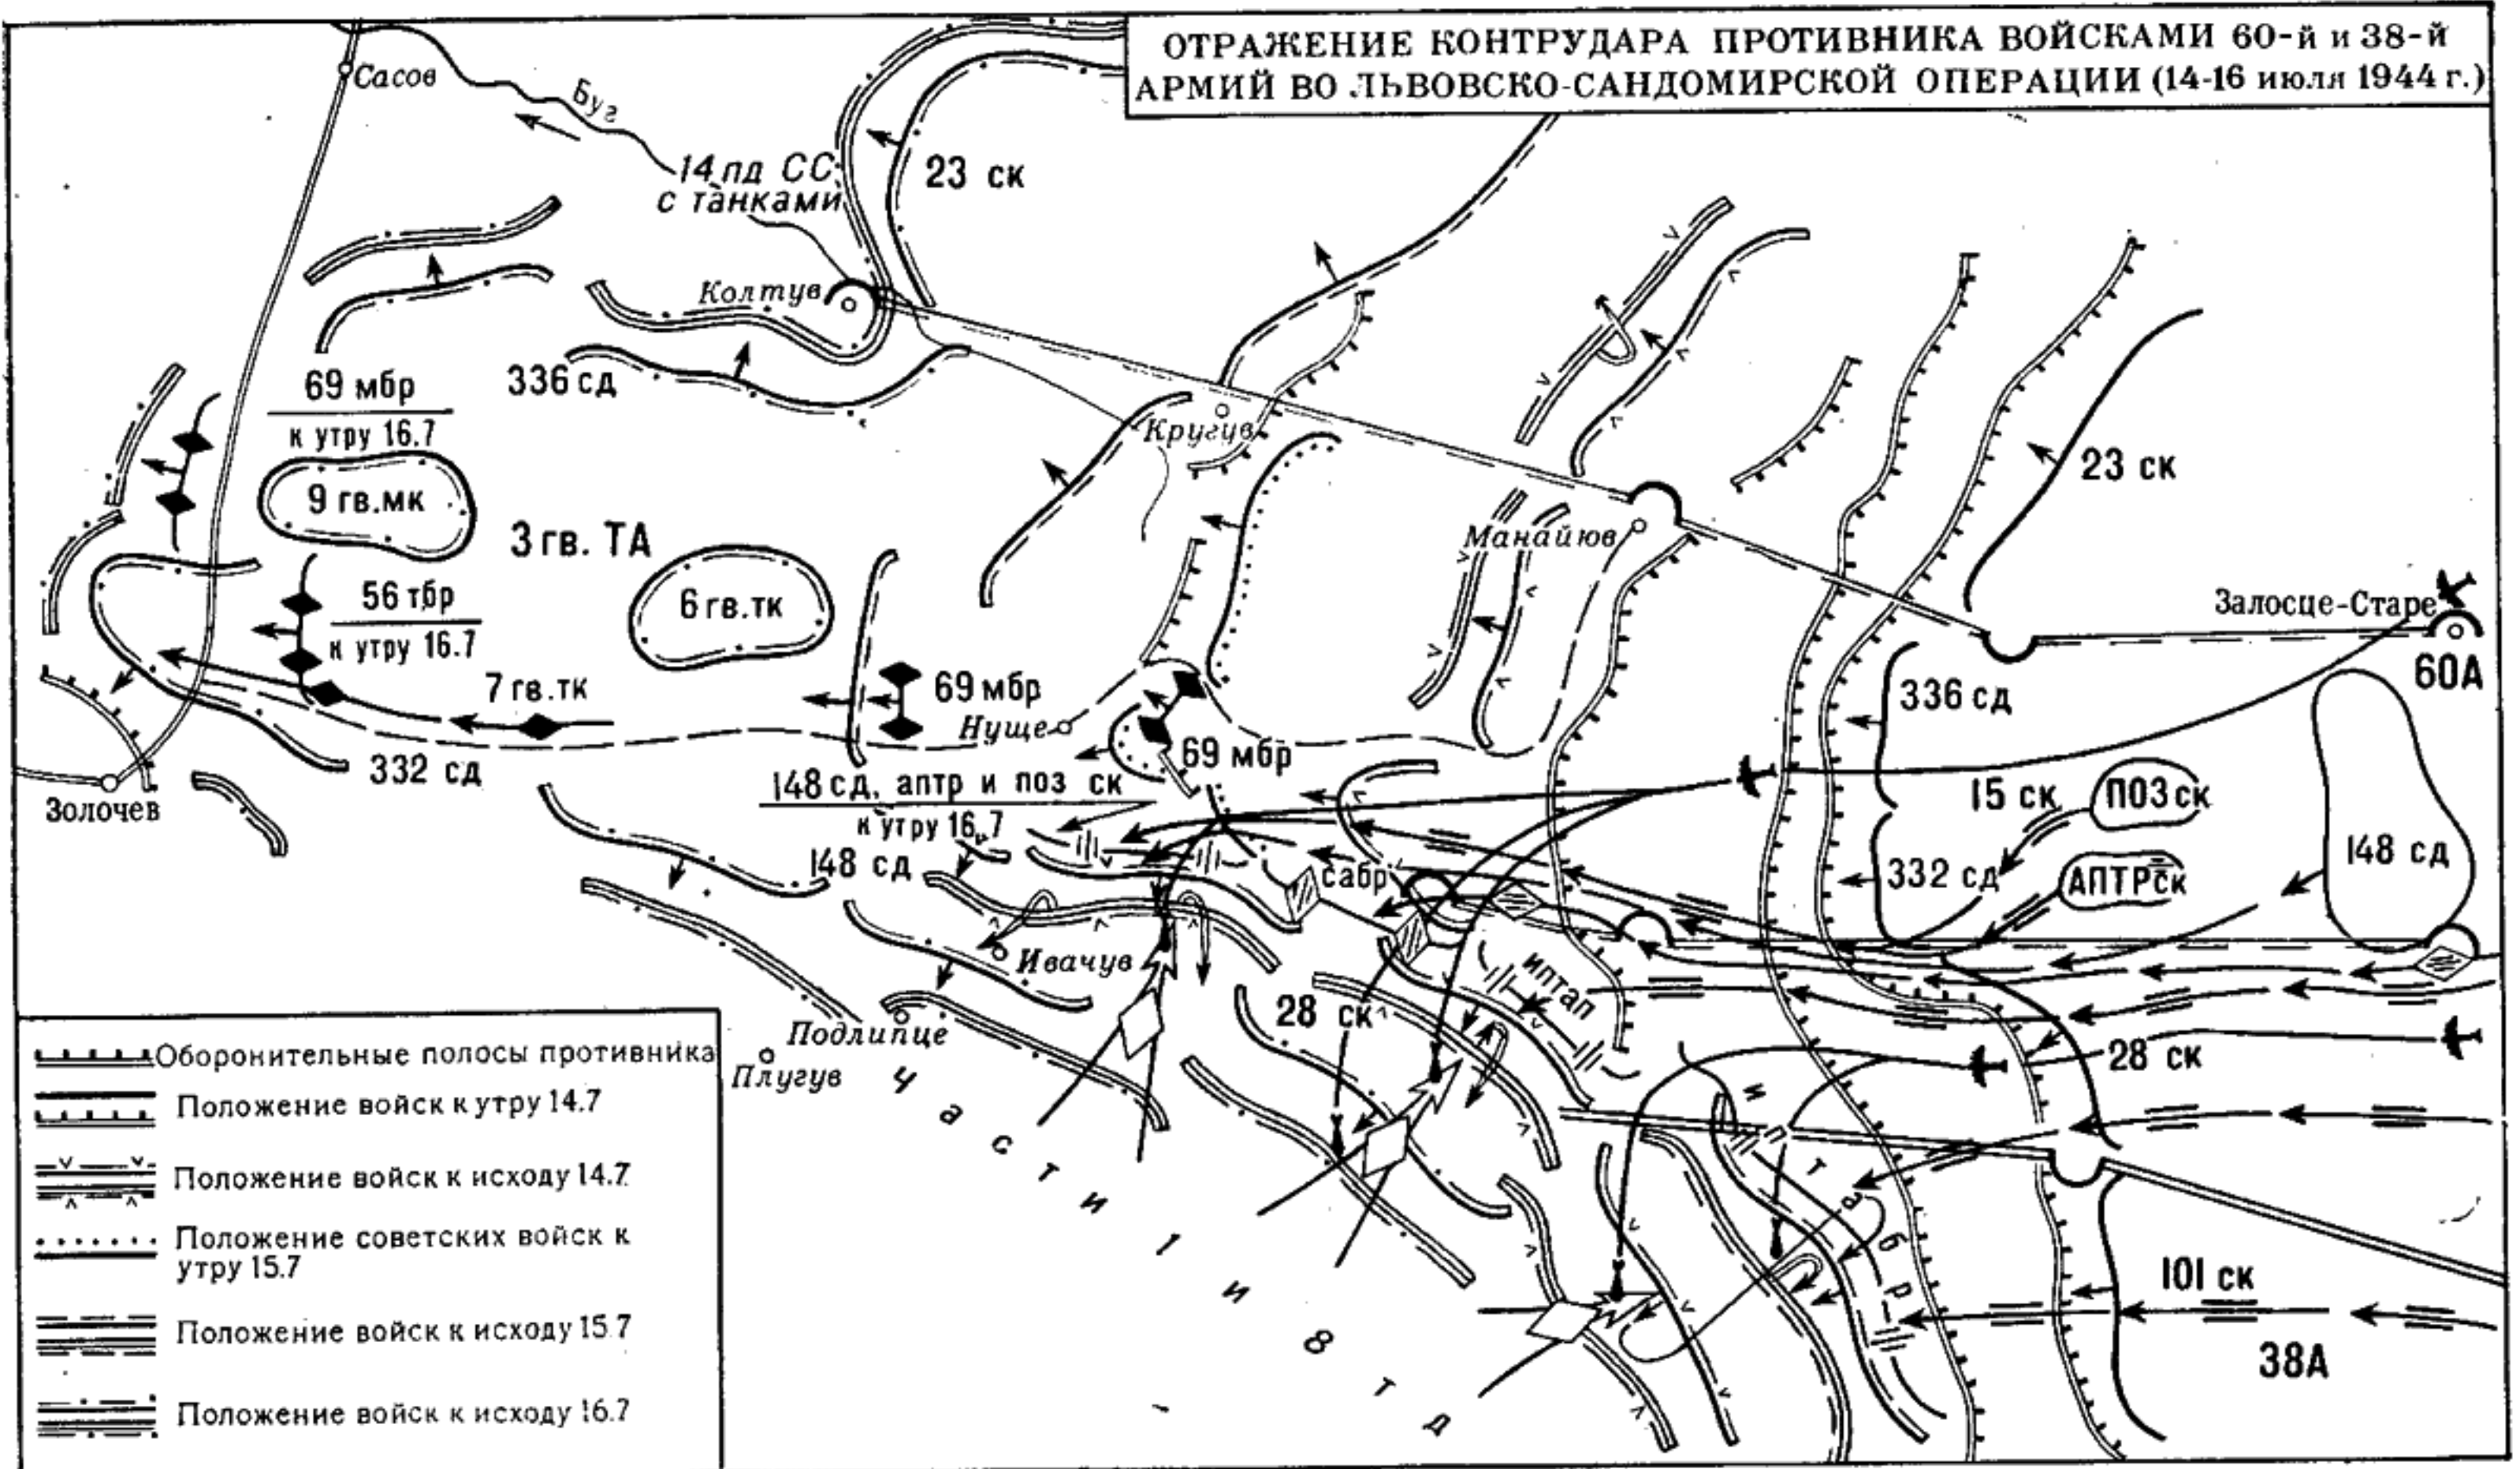 ОТРАЖЕНИЕ КОНТРУДАРА ПРОТИВНИКА ВОЙСКАМИ 60-й и 38-й
АРМИЙ ВО ЛЬВОВСКО-САНДОМИРСКОЙ ОПЕРАЦИИ (14-16 июля 1944 г.)
Сасов
Буг
14 пд СС
с танками
23 ск
Колтув
69 мбр
к утру 16.7
336 сд
Кругув
9 гв.мк
3 гв. ТА
23 ск
Манайюв
56 тбр
к утру 16.7
6 гв.тк
Залосце-Старе
60А
7 гв.тк
69 мбр
Нуще
336 сд
332 сд
69 мбр
148 сд, аптр и поз ск
к утру 16.7
15 ск
ПОЗ ск
Золочев
148 сд
сабр
332 сд
АПТР ск
148 сд
Ивачув
иптап
28 ск
Подлипце
Плугув
28 ск
Части 1 и 8 тд
иптабр
101 ск
38А
Оборонительные полосы противника
Положение войск к утру 14.7
Положение войск к исходу 14.7
Положение советских войск к
утру 15.7
Положение войск к исходу 15.7
Положение войск к исходу 16.7